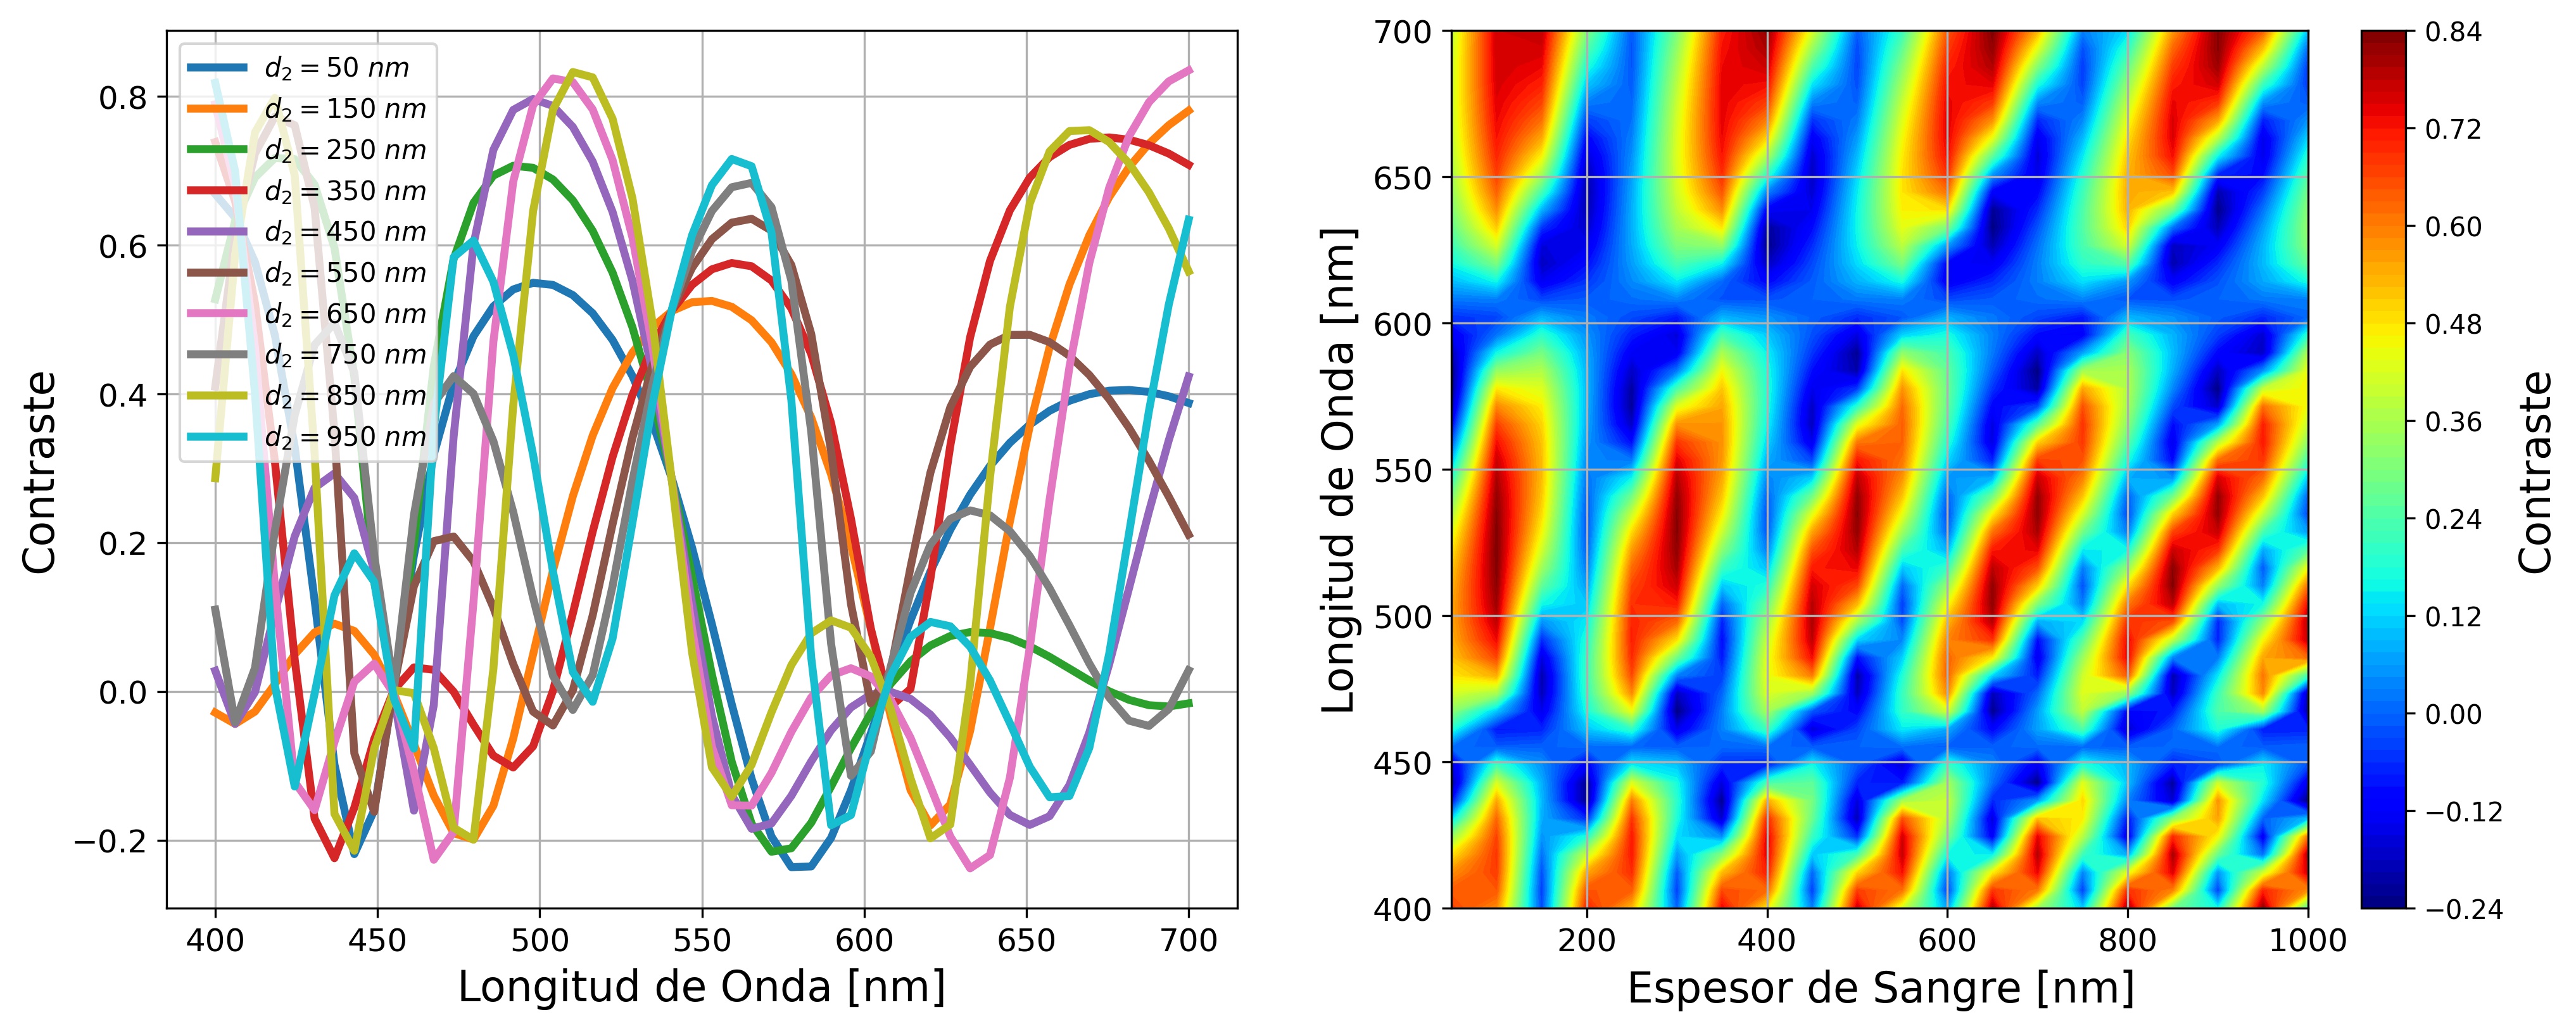 Contraste
0.8
0.6
0.4
0.2
0.0
−0.2
d₂ = 50 nm
d₂ = 150 nm
d₂ = 250 nm
d₂ = 350 nm
d₂ = 450 nm
d₂ = 550 nm
d₂ = 650 nm
d₂ = 750 nm
d₂ = 850 nm
d₂ = 950 nm
400 450 500 550 600 650 700
Longitud de Onda [nm]
Longitud de Onda [nm]
700
650
600
550
500
450
400
200 400 600 800 1000
Espesor de Sangre [nm]
0.84
0.72
0.60
0.48
0.36
0.24
0.12
0.00
−0.12
−0.24
Contraste